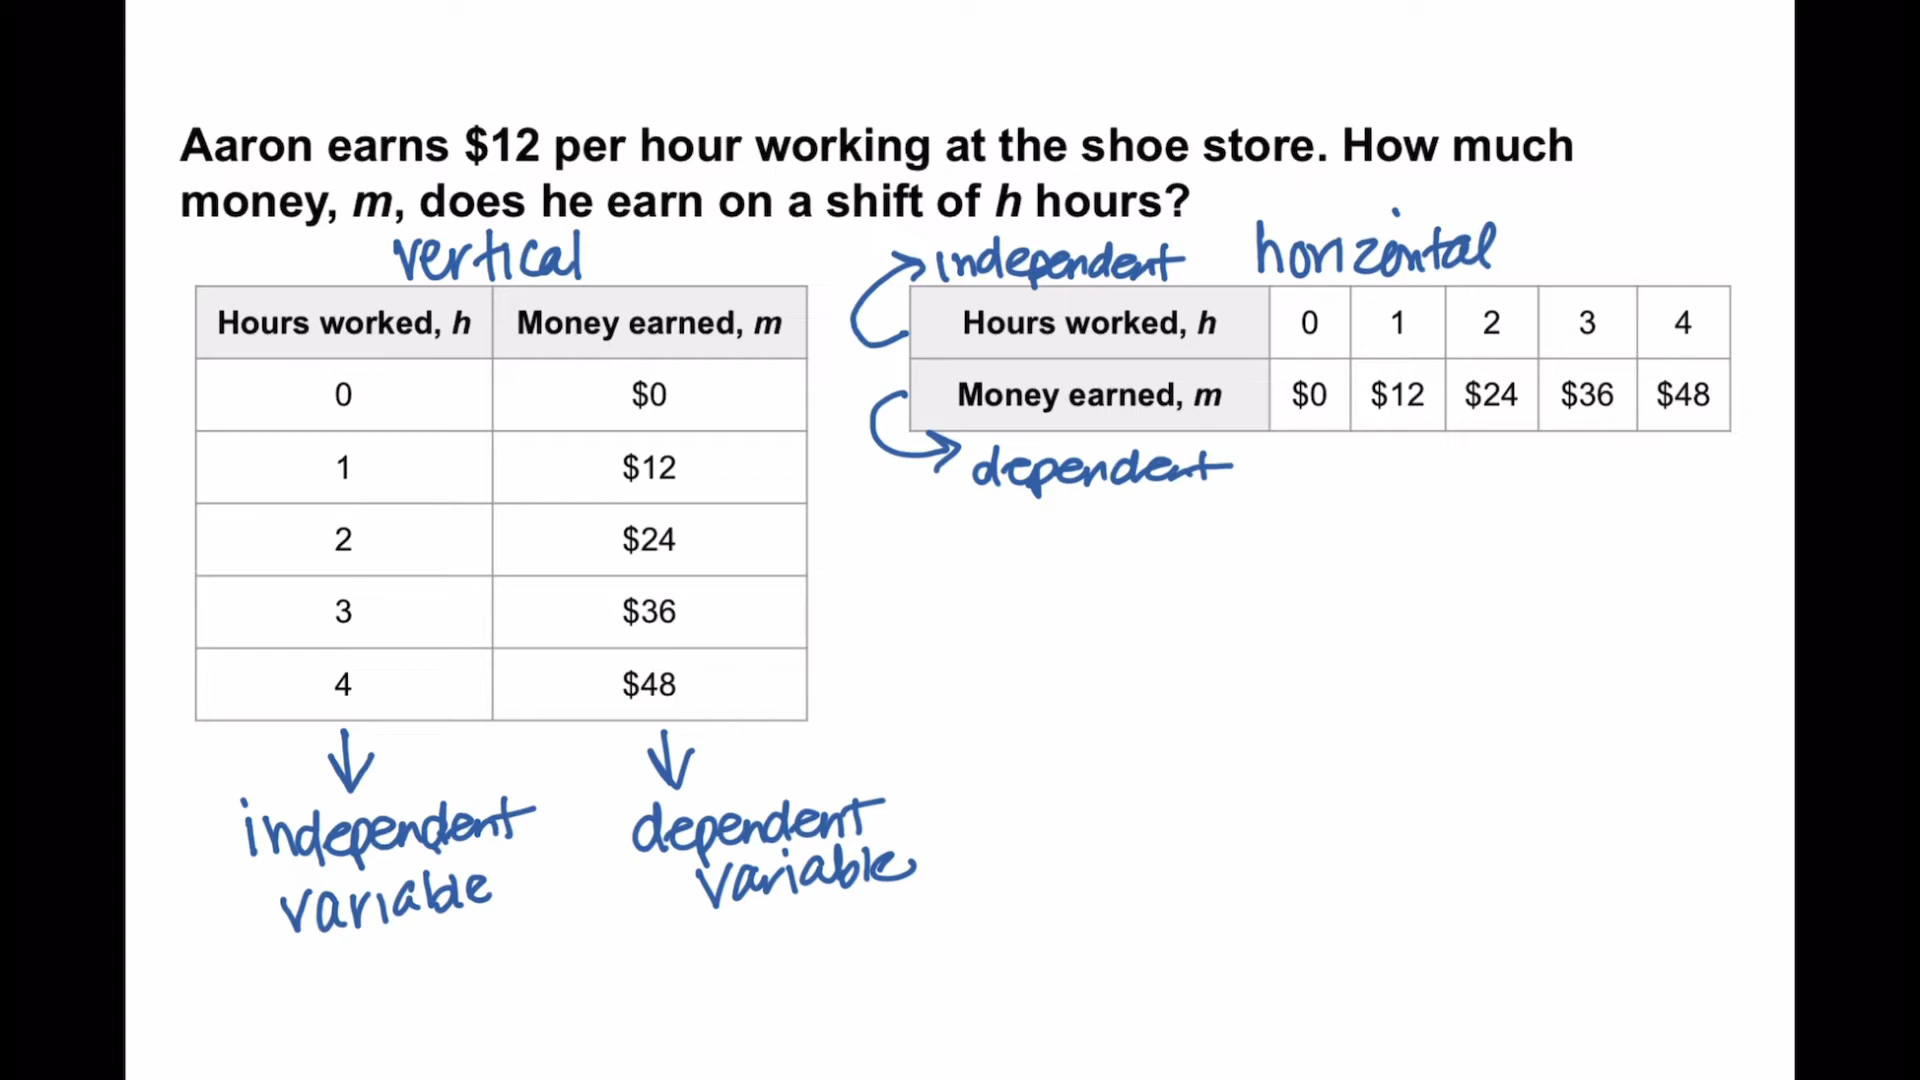 Aaron earns $12 per hour working at the shoe store. How much
money, m, does he earn on a shift of h hours?
vertical
Hours worked, h Money earned, m
0 $0
1 $12
2 $24
3 $36
4 $48
independent
variable
dependent
variable
independent
horizontal
Hours worked, h 0 1 2 3 4
Money earned, m $0 $12 $24 $36 $48
dependent